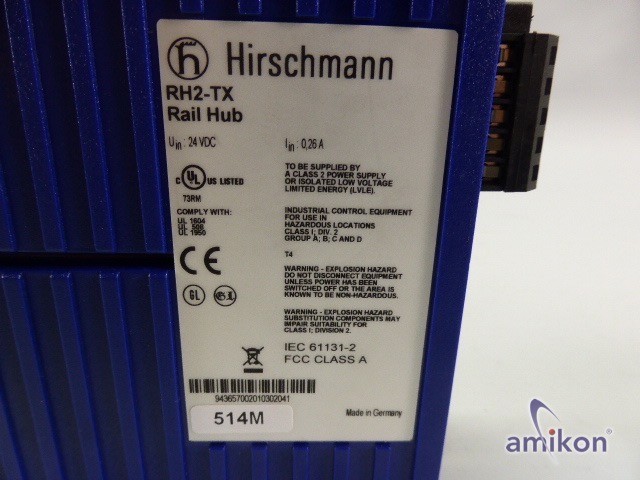 Hirschmann
RH2-TX
Rail Hub
Uin : 24 VDC
Iin : 0,26 A
C UL US LISTED
73RM
TO BE SUPPLIED BY
A CLASS 2 POWER SUPPLY
OR ISOLATED LOW VOLTAGE
LIMITED ENERGY (LVLE).
COMPLY WITH:
UL 1604
UL 508
UL 1950
INDUSTRIAL CONTROL EQUIPMENT
FOR USE IN
HAZARDOUS LOCATIONS
CLASS I; DIV. 2
GROUP A; B; C AND D
T4
CE
GL
WARNING - EXPLOSION HAZARD
DO NOT DISCONNECT EQUIPMENT
UNLESS POWER HAS BEEN
SWITCHED OFF OR THE AREA IS
KNOWN TO BE NON-HAZARDOUS.
WARNING - EXPLOSION HAZARD
SUBSTITUTION COMPONENTS MAY
IMPAIR SUITABILITY FOR
CLASS I; DIVISION 2.
IEC 61131-2
FCC CLASS A
943657002010302041
514M
Made in Germany
amikon